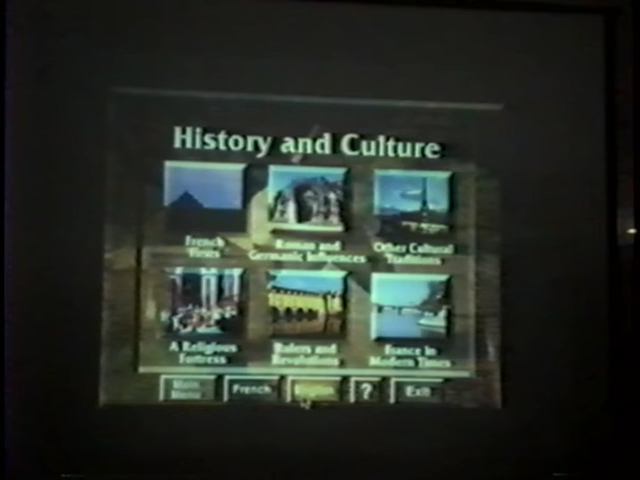 History and Culture
French
Roman and
Germanic Influences
Other Cultural
Traditions
A Religious
Fortress
Rulers and
Revolutions
France in
Modern Times
Main
Menu
French
English
?
Exit